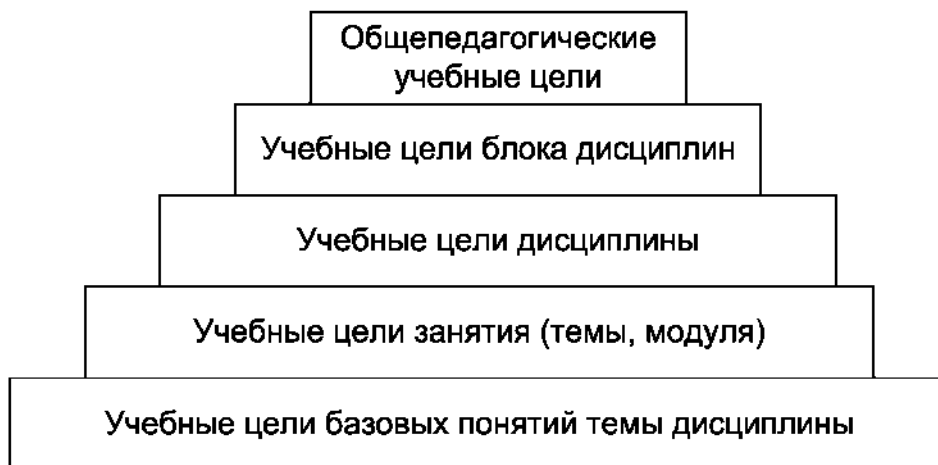 Общепедагогические
учебные цели
Учебные цели блока дисциплин
Учебные цели дисциплины
Учебные цели занятия (темы, модуля)
Учебные цели базовых понятий темы дисциплины